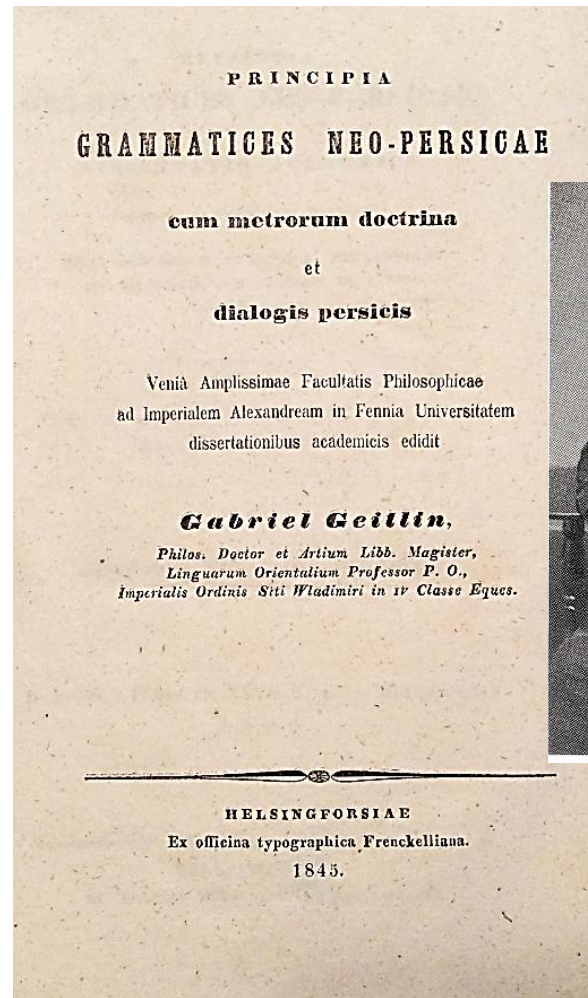 PRINCIPIA
GRAMMATICES NEO-PERSICAE
cum metrorum doctrina
et
dialogis persicis
Veniâ Amplissimae Facultatis Philosophicae
ad Imperialem Alexandream in Fennia Universitatem
dissertationibus academicis edidit
Gabriel Geitlin,
Philos. Doctor et Artium Libb. Magister,
Linguarum Orientalium Professor P. O.,
Imperialis Ordinis Sti Wladimiri in IV Classe Eques.
HELSINGFORSIAE
Ex officina typographica Frenckelliana.
1845.